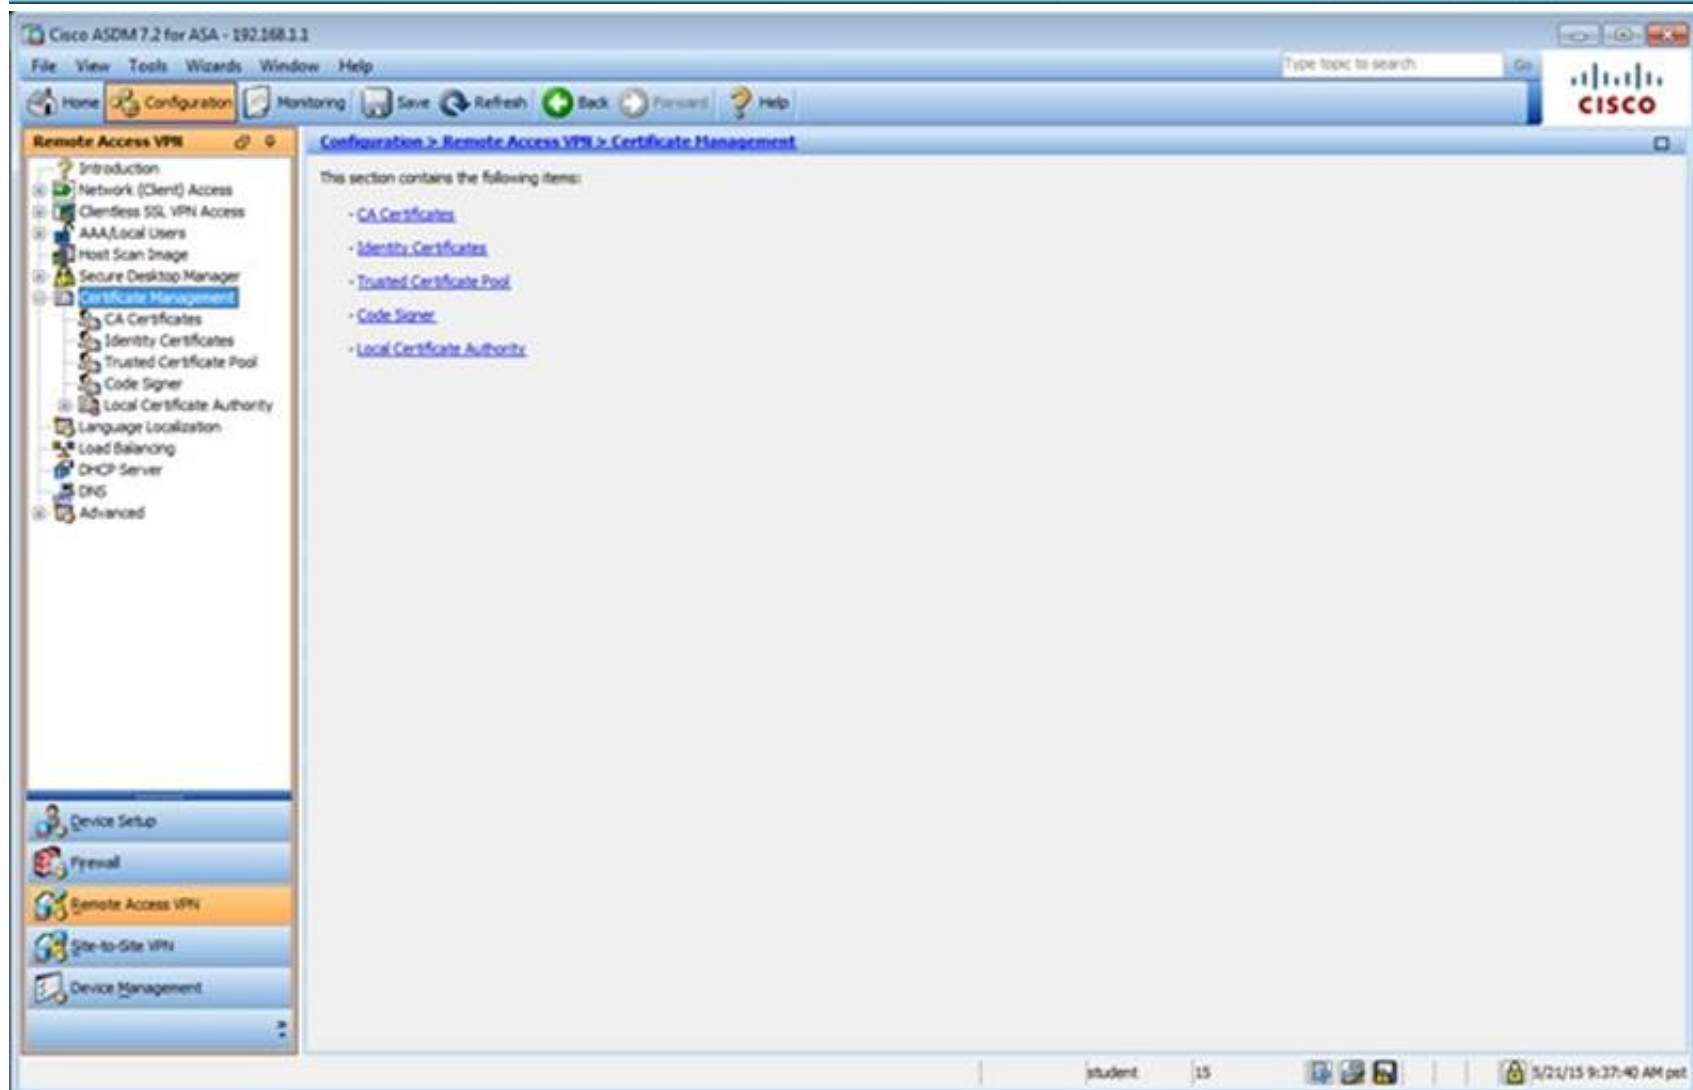 Cisco ASDM 7.2 for ASA - 192.168.1.1
File View Tools Wizards Window Help
Type topic to search Go
Home Configuration Monitoring Save Refresh Back Forward Help
CISCO
Remote Access VPN
Configuration > Remote Access VPN > Certificate Management
Introduction
Network (Client) Access
Clientless SSL VPN Access
AAA/Local Users
Host Scan Image
Secure Desktop Manager
Certificate Management
CA Certificates
Identity Certificates
Trusted Certificate Pool
Code Signer
Local Certificate Authority
Language Localization
Load Balancing
DHCP Server
DNS
Advanced
This section contains the following items:
- CA Certificates
- Identity Certificates
- Trusted Certificate Pool
- Code Signer
- Local Certificate Authority
Device Setup
Firewall
Remote Access VPN
Site-to-Site VPN
Device Management
student 15 5/21/15 9:37:40 AM pst